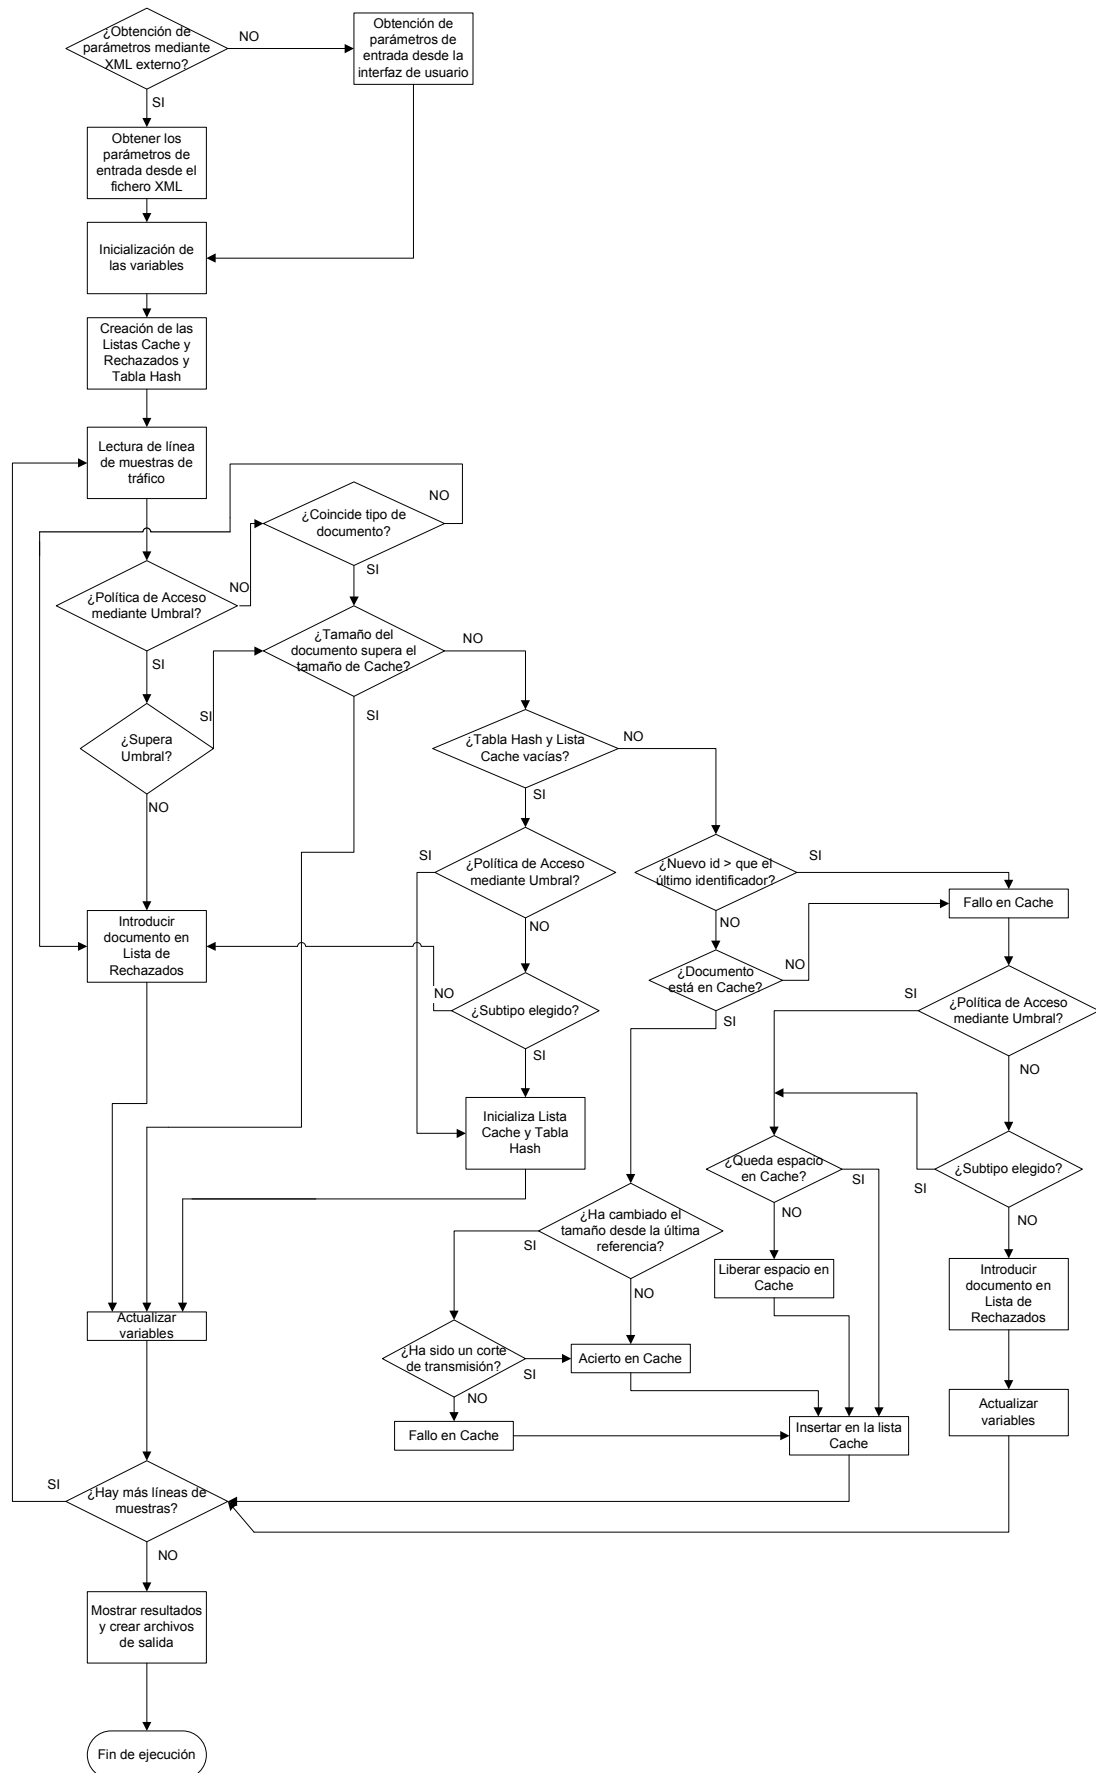 ¿Obtención de
parámetros mediante
XML externo?
NO
Obtención de
parámetros de
entrada desde la
interfaz de usuario
SI
Obtener los
parámetros de
entrada desde el
fichero XML
Inicialización de
las variables
Creación de las
Listas Cache y
Rechazados y
Tabla Hash
Lectura de línea
de muestras de
tráfico
¿Coincide tipo de
documento?
NO
SI
¿Política de Acceso
mediante Umbral?
NO
SI
¿Tamaño del
documento supera el
tamaño de Cache?
NO
SI
¿Supera
Umbral?
SI
NO
¿Tabla Hash y Lista
Cache vacías?
NO
SI
¿Política de Acceso
mediante Umbral?
SI
NO
¿Nuevo id > que el
último identificador?
SI
NO
Fallo en Cache
Introducir
documento en
Lista de
Rechazados
¿Subtipo elegido?
NO
SI
¿Documento
está en Cache?
NO
SI
¿Política de Acceso
mediante Umbral?
SI
NO
Inicializa Lista
Cache y Tabla
Hash
¿Queda espacio
en Cache?
SI
NO
¿Subtipo elegido?
SI
NO
¿Ha cambiado el
tamaño desde la última
referencia?
SI
NO
Liberar espacio en
Cache
Introducir
documento en
Lista de
Rechazados
Actualizar
variables
¿Ha sido un corte
de transmisión?
SI
NO
Acierto en Cache
Fallo en Cache
Insertar en la lista
Cache
Actualizar
variables
¿Hay más líneas de
muestras?
SI
NO
Mostrar resultados
y crear archivos
de salida
Fin de ejecución